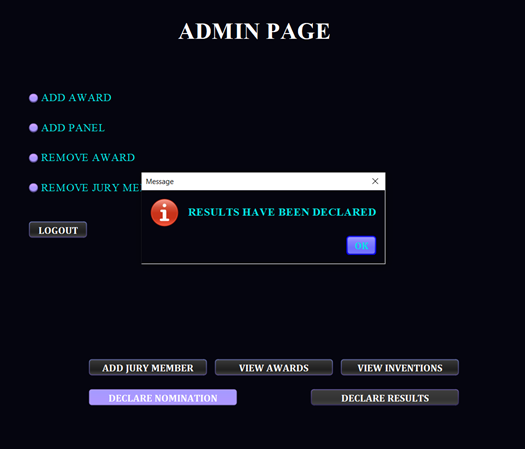 ADMIN PAGE
ADD AWARD
ADD PANEL
REMOVE AWARD
REMOVE JURY ME
Message
RESULTS HAVE BEEN DECLARED
OK
LOGOUT
ADD JURY MEMBER VIEW AWARDS VIEW INVENTIONS
DECLARE NOMINATION DECLARE RESULTS